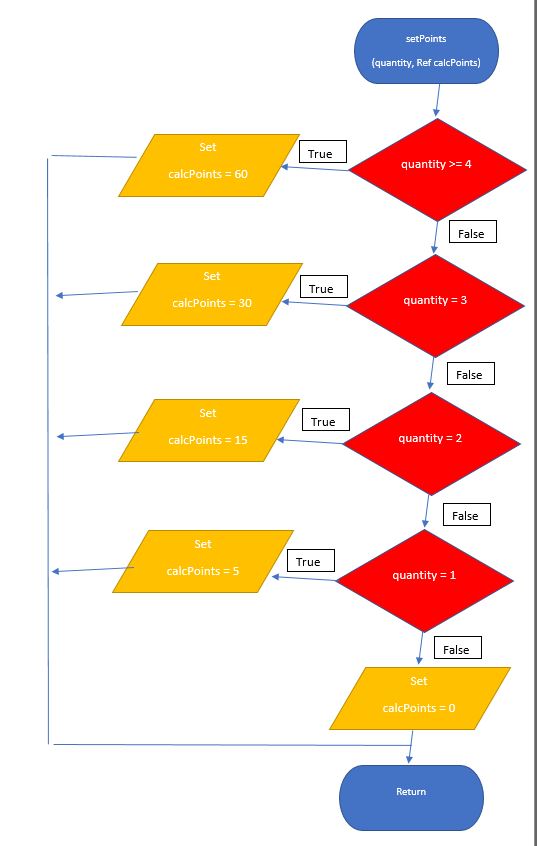 setPoints
(quantity, Ref calcPoints)
quantity >= 4
True
Set
calcPoints = 60
False
quantity = 3
True
Set
calcPoints = 30
False
quantity = 2
True
Set
calcPoints = 15
False
quantity = 1
True
Set
calcPoints = 5
False
Set
calcPoints = 0
Return